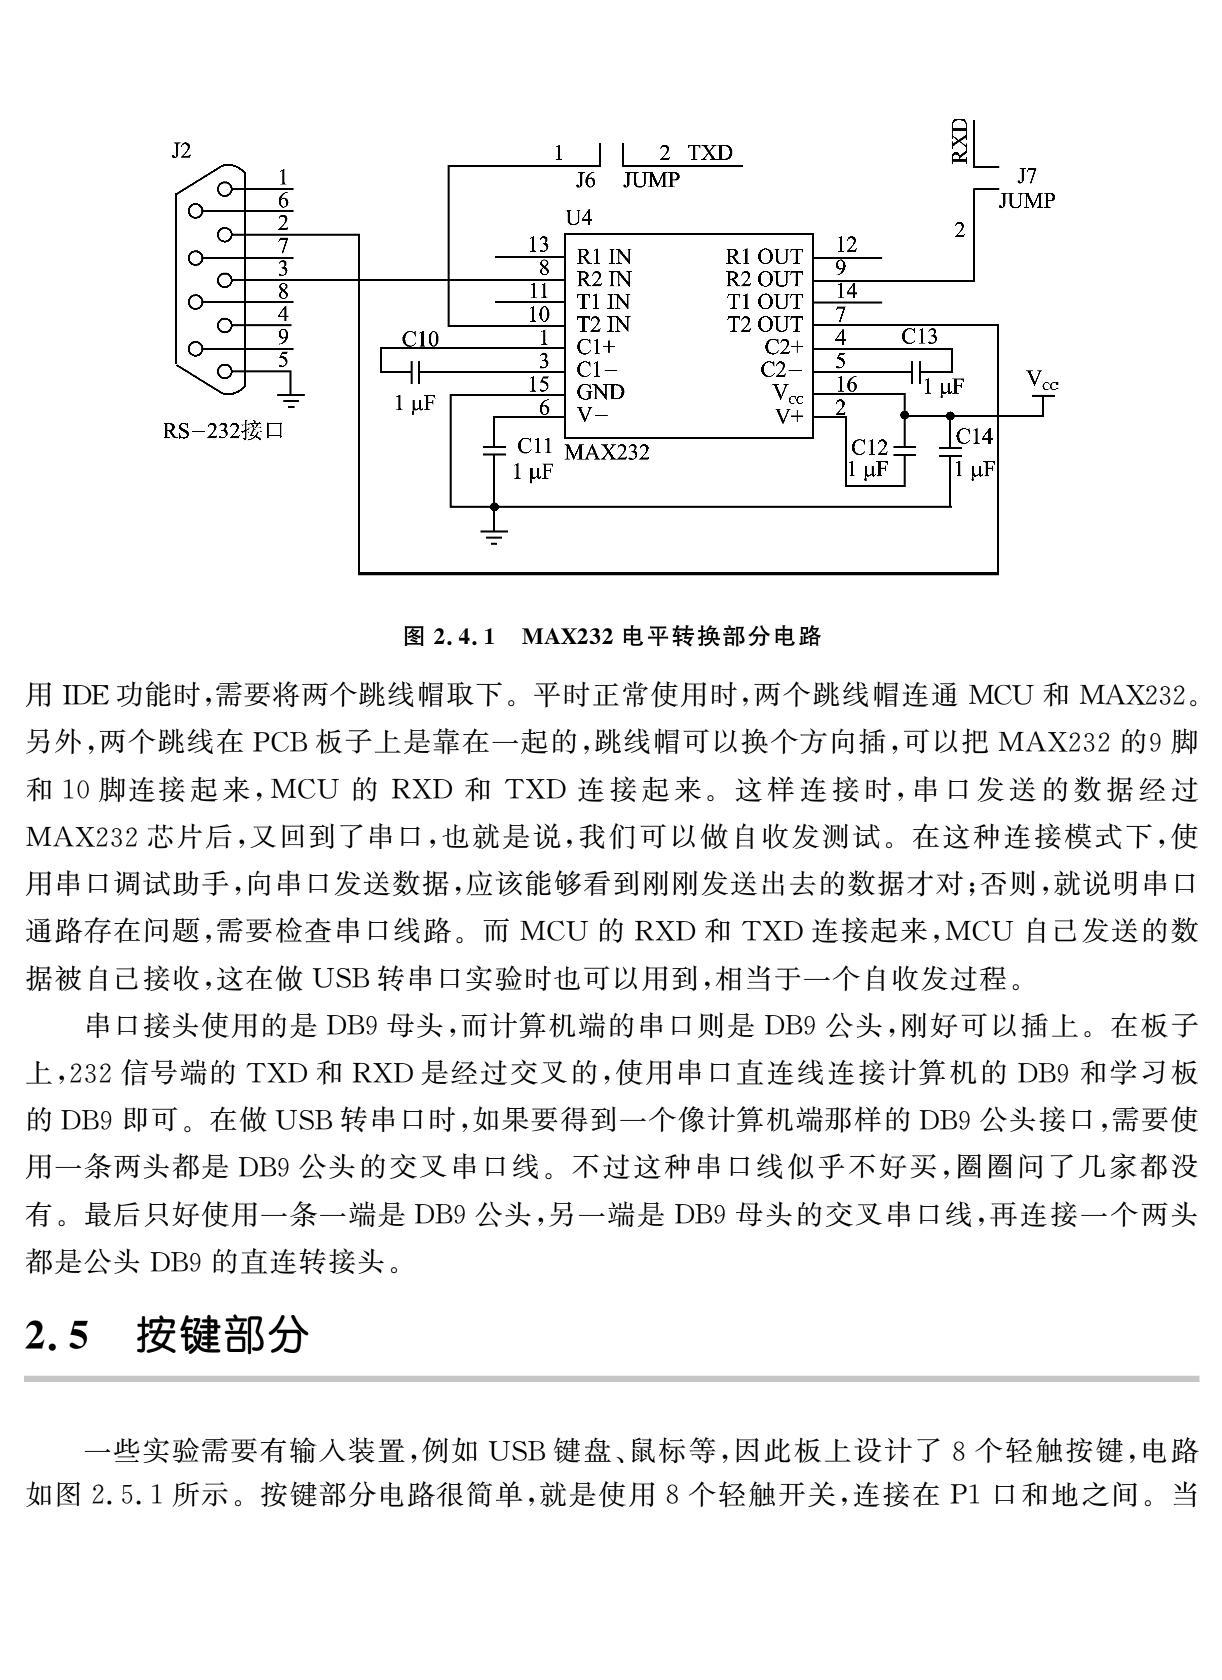 J2
1
6
2
7
3
8
4
9
5
RS-232接口
1
2 TXD
J6
JUMP
RXD
J7
JUMP
2
U4
13
R1 IN
R1 OUT
12
8
R2 IN
R2 OUT
9
11
T1 IN
T1 OUT
14
10
T2 IN
T2 OUT
7
1
C1+
C2+
4
3
C1-
C2-
5
15
GND
Vcc
16
6
V-
V+
2
MAX232
C10
1 μF
C11
1 μF
C13
1 μF
C12
1 μF
C14
1 μF
Vcc
图 2.4.1 MAX232 电平转换部分电路
用 IDE 功能时,需要将两个跳线帽取下。平时正常使用时,两个跳线帽连通 MCU 和 MAX232。
另外,两个跳线在 PCB 板子上是靠在一起的,跳线帽可以换个方向插,可以把 MAX232 的9 脚
和 10 脚连接起来,MCU 的 RXD 和 TXD 连接起来。这样连接时,串口发送的数据经过
MAX232 芯片后,又回到了串口,也就是说,我们可以做自收发测试。在这种连接模式下,使
用串口调试助手,向串口发送数据,应该能够看到刚刚发送出去的数据才对;否则,就说明串口
通路存在问题,需要检查串口线路。而 MCU 的 RXD 和 TXD 连接起来,MCU 自己发送的数
据被自己接收,这在做 USB 转串口实验时也可以用到,相当于一个自收发过程。
串口接头使用的是 DB9 母头,而计算机端的串口则是 DB9 公头,刚好可以插上。在板子
上,232 信号端的 TXD 和 RXD 是经过交叉的,使用串口直连线连接计算机的 DB9 和学习板
的 DB9 即可。在做 USB 转串口时,如果要得到一个像计算机端那样的 DB9 公头接口,需要使
用一条两头都是 DB9 公头的交叉串口线。不过这种串口线似乎不好买,圈圈问了几家都没
有。最后只好使用一条一端是 DB9 公头,另一端是 DB9 母头的交叉串口线,再连接一个两头
都是公头 DB9 的直连转接头。
2.5 按键部分
一些实验需要有输入装置,例如 USB 键盘、鼠标等,因此板上设计了 8 个轻触按键,电路
如图 2.5.1 所示。按键部分电路很简单,就是使用 8 个轻触开关,连接在 P1 口和地之间。当